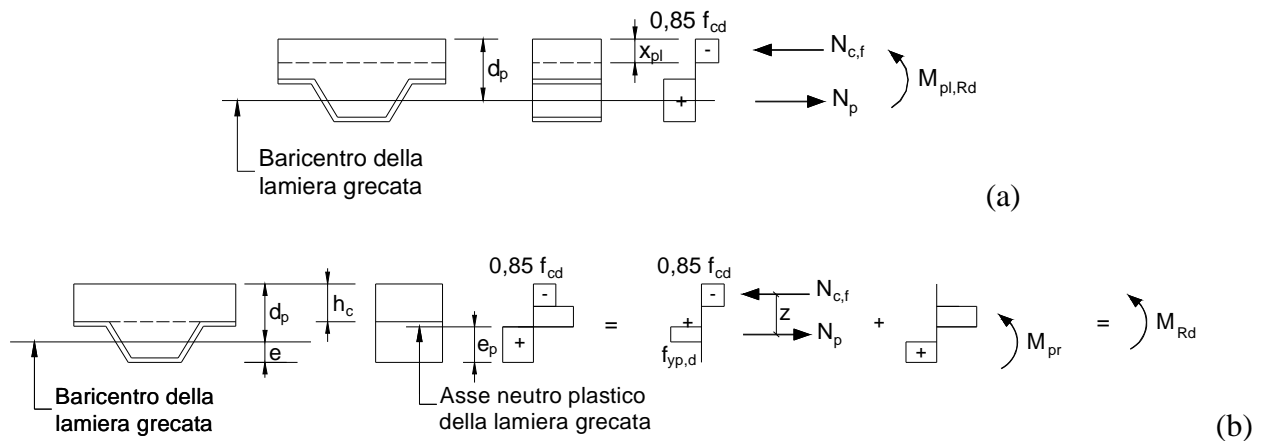 0,85 f_cd
d_p
x_pl
-
+
N_c,f
N_p
M_pl,Rd
Baricentro della
lamiera grecata
(a)
d_p
e
h_c
e_p
0,85 f_cd
-
+
=
0,85 f_cd
-
+
f_yp,d
z
N_c,f
N_p
+
+
M_pr
=
M_Rd
Baricentro della
lamiera grecata
Asse neutro plastico
della lamiera grecata
(b)